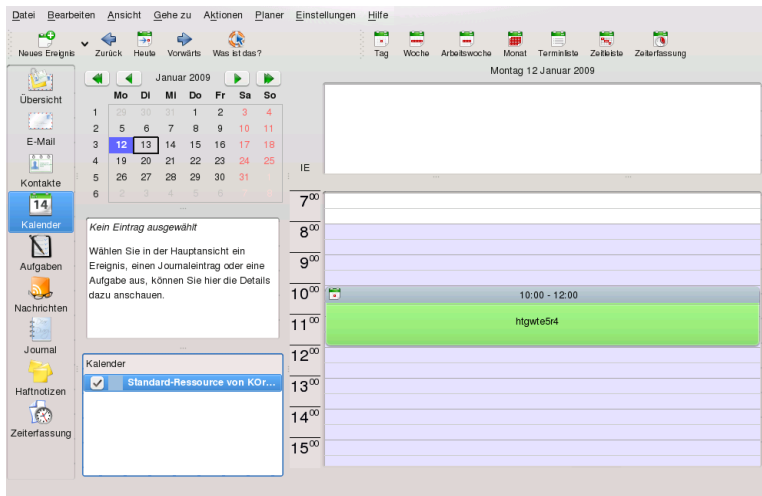 Datei Bearbeiten Ansicht Gehe zu Aktionen Planer Einstellungen Hilfe
Neues Ereignis Zurück Heute Vorwärts Was ist das? Tag Woche Arbeitswoche Monat Terminliste Zeitleiste Zeiterfassung
Übersicht
E-Mail
Kontakte
14
Kalender
Aufgaben
Nachrichten
Journal
Haftnotizen
Zeiterfassung
Januar 2009
Mo Di Mi Do Fr Sa So
1 29 30 31 1 2 3 4
2 5 6 7 8 9 10 11
3 12 13 14 15 16 17 18
4 19 20 21 22 23 24 25
5 26 27 28 29 30 31
6 2 3 4 5 6
Kein Eintrag ausgewählt
Wählen Sie in der Hauptansicht ein
Ereignis, einen Journaleintrag oder eine
Aufgabe aus, können Sie hier die Details
dazu anschauen.
Kalender
Standard-Ressource von KOr...
Montag 12 Januar 2009
IE
700
800
900
1000 10:00 - 12:00
1100 htgwte5r4
1200
1300
1400
1500